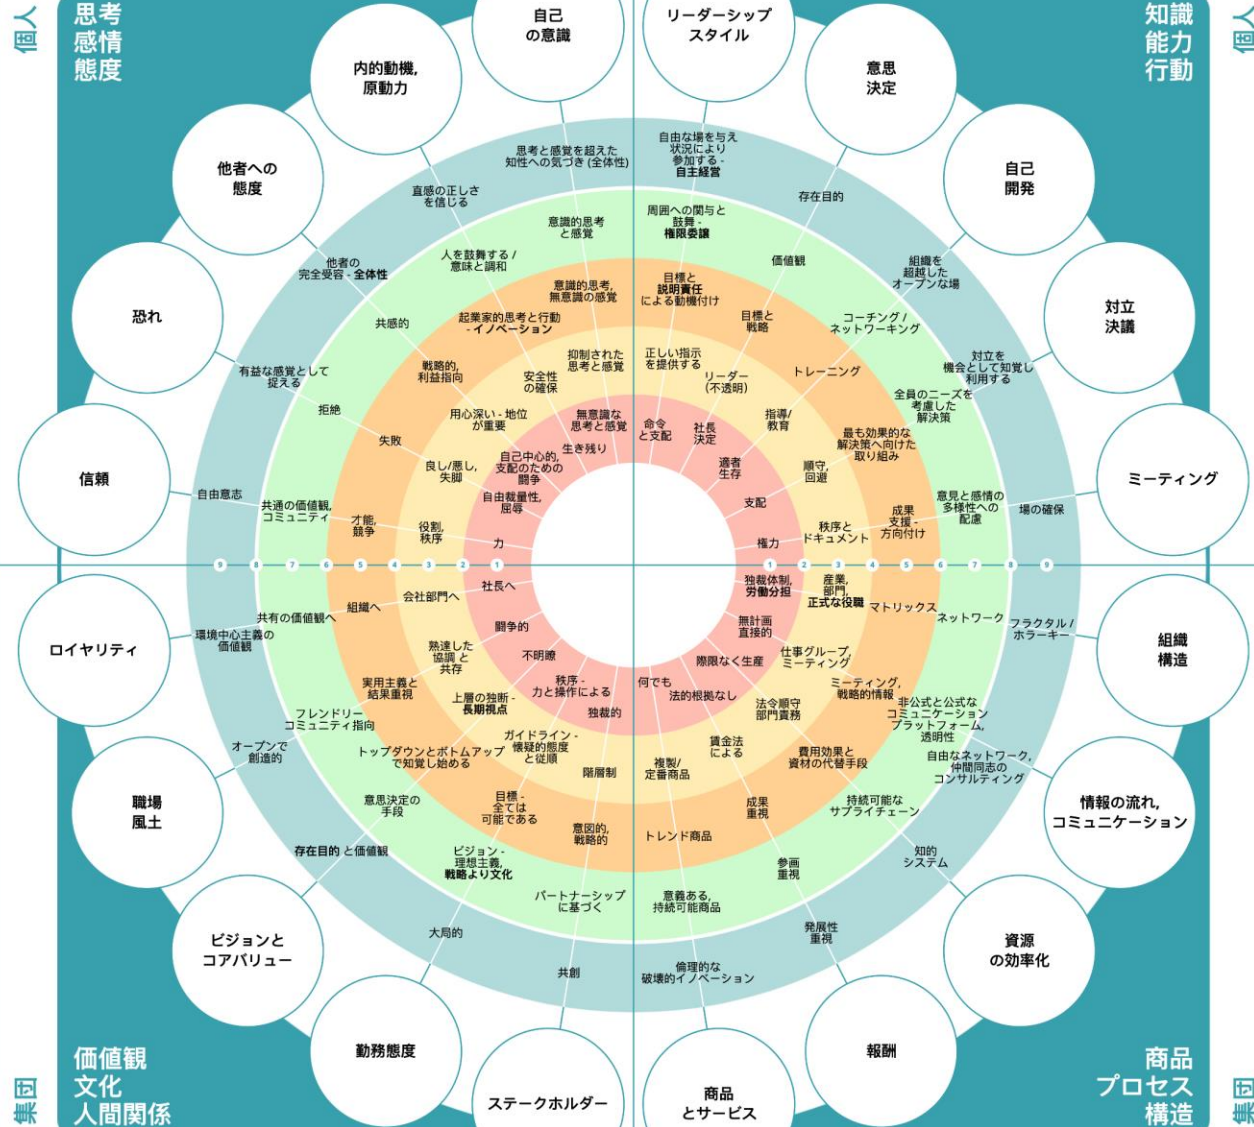 個人
思考
感情
態度
知識
能力
行動
個人
自己
の意識
リーダーシップ
スタイル
内的動機,
原動力
意思
決定
他者への
態度
自己
開発
恐れ
対立
決議
信頼
ミーティング
思考と感覚を超えた
知性への気づき (全体性)
直感の正しさ
を信じる
他者の
完全受容 - 全体性
有益な感覚として
捉える
自由意志
意識的思考
と感覚
人を鼓舞する /
意味と調和
共感的
拒絶
共通の価値観,
コミュニティ
意識的思考,
無意識の感覚
起業家的思考と行動
- イノベーション
戦略的,
利益指向
失敗
才能,
競争
抑制された
思考と感覚
安全性
の確保
用心深い - 地位
が重要
良し/悪し,
失脚
役割,
秩序
無意識な
思考と感覚
生き残り
自己中心的,
支配のための
闘争
自由裁量性,
屈辱
力
自由な場を与え
状況により
参加する -
自主経営
存在目的
組織を
超越した
オープンな場
対立を
機会として知覚し
利用する
場の確保
周囲への関与と
鼓舞 -
権限委譲
価値観
コーチング /
ネットワーキング
全員のニーズを
考慮した
解決策
意見と感情の
多様性への
配慮
目標と
説明責任
による動機付け
目標と
戦略
トレーニング
最も効果的な
解決策へ向けた
取り組み
成果
支援 -
方向付け
正しい指示
を提供する
リーダー
(不透明)
指導/
教育
順守,
回避
秩序と
ドキュメント
命令
と支配
社長
決定
適者
生存
支配
権力
9 8 7 6 5 4 3 2 1 1 2 3 4 5 6 7 8 9
社長へ
闘争的
不明瞭
秩序 -
力と操作による
独裁的
会社部門へ
熟達した
協調 と
共存
上層の独断 -
長期視点
ガイドライン -
懐疑的態度
と従順
階層制
組織へ
実用主義と
結果重視
トップダウンとボトムアップ
で知覚し始める
目標 -
全ては
可能である
意図的,
戦略的
共有の価値観へ
フレンドリー
コミュニティ指向
意思決定の
手段
ビジョン -
理想主義,
戦略より文化
パートナーシップ
に基づく
環境中心主義の
価値観
オープンで
創造的
存在目的 と価値観
大局的
共創
独裁体制,
労働分担
無計画
直接的
際限なく生産
法的根拠なし
何でも
産業,
部門,
正式な役職
仕事グループ,
ミーティング
法令順守
部門責務
賃金法
による
複製/
定番商品
マトリックス
ミーティング,
戦略的情報
費用効果と
資材の代替手段
成果
重視
トレンド商品
ネットワーク
非公式と公式な
コミュニケーション
プラットフォーム,
透明性
持続可能な
サプライチェーン
参画
重視
意義ある,
持続可能商品
フラクタル /
ホラーキー
自由なネットワーク,
仲間同志の
コンサルティング
知的
システム
発展性
重視
倫理的な
破壊的イノベーション
ロイヤリティ
組織
構造
職場
風土
情報の流れ,
コミュニケーション
ビジョンと
コアバリュー
資源
の効率化
勤務態度
報酬
ステークホルダー
商品
とサービス
集団
価値観
文化
人間関係
商品
プロセス
構造
集団